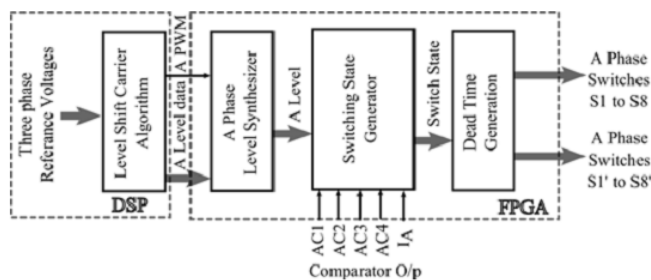 Three phase
Referance Voltages
Level Shift Carrier
Algorithm
DSP
A PWM
A Level data
A Phase
Level Synthesizer
A Level
Switching State
Generator
Switch State
Dead Time
Generation
FPGA
A Phase
Switches
S1 to S8
A Phase
Switches
S1' to S8'
AC1
AC2
AC3
AC4
IA
Comparator O/p